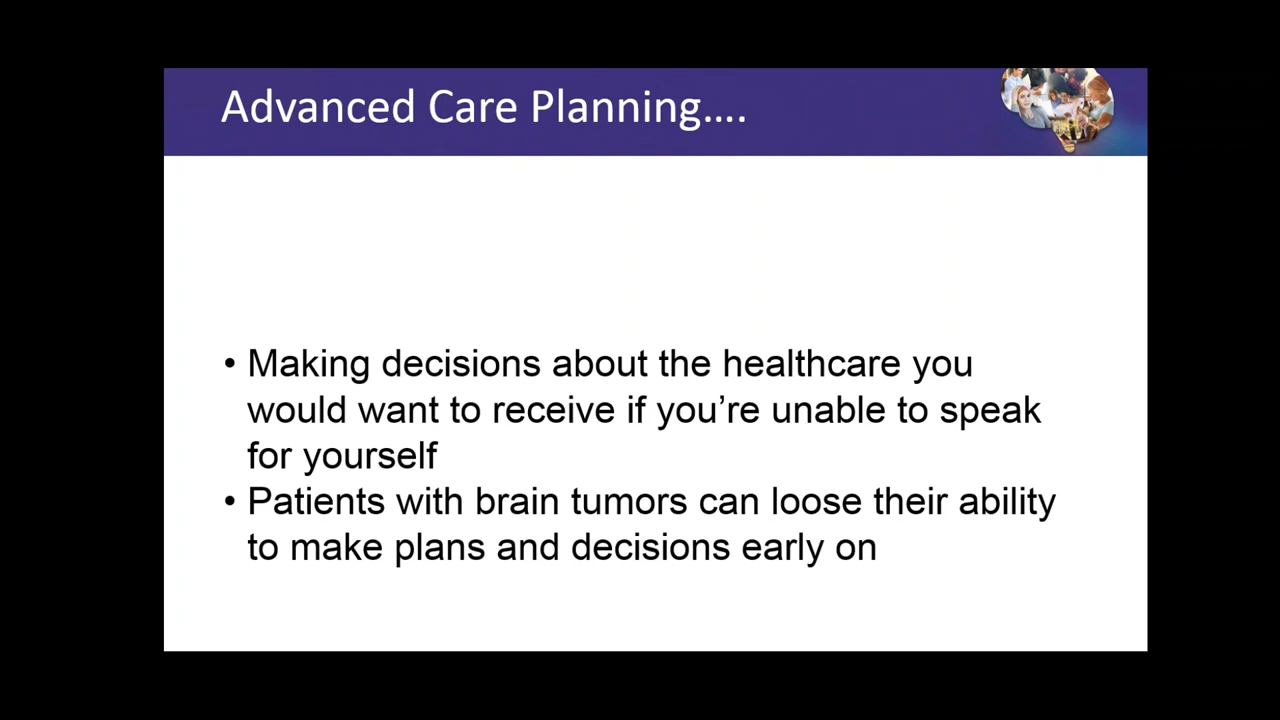 Advanced Care Planning....
• Making decisions about the healthcare you
would want to receive if you’re unable to speak
for yourself
• Patients with brain tumors can loose their ability
to make plans and decisions early on